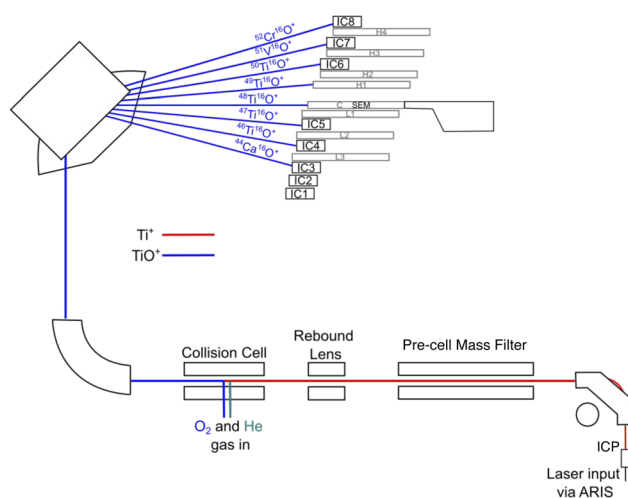 IC8
⁵²Cr¹⁶O⁺
H4
IC7
⁵¹V¹⁶O⁺
H3
IC6
⁵⁰Ti¹⁶O⁺
H2
⁴⁹Ti¹⁶O⁺
H1
⁴⁸Ti¹⁶O⁺
C SEM
⁴⁷Ti¹⁶O⁺
L1
IC5
⁴⁶Ti¹⁶O⁺
L2
IC4
⁴⁴Ca¹⁶O⁺
L3
IC3
IC2
IC1
Ti⁺
TiO⁺
Collision Cell
Rebound
Lens
Pre-cell Mass Filter
O₂ and He
gas in
ICP
Laser input
via ARIS